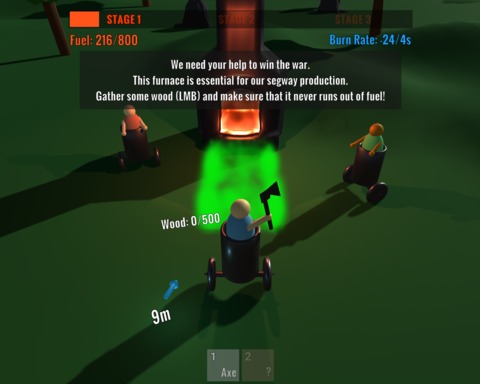 STAGE 1
STAGE 2
STAGE 3
Fuel: 216/800
Burn Rate: -24/4s
We need your help to win the war.
This furnace is essential for our segway production.
Gather some wood (LMB) and make sure that it never runs out of fuel!
Wood: 0/500
9m
1
Axe
2
?